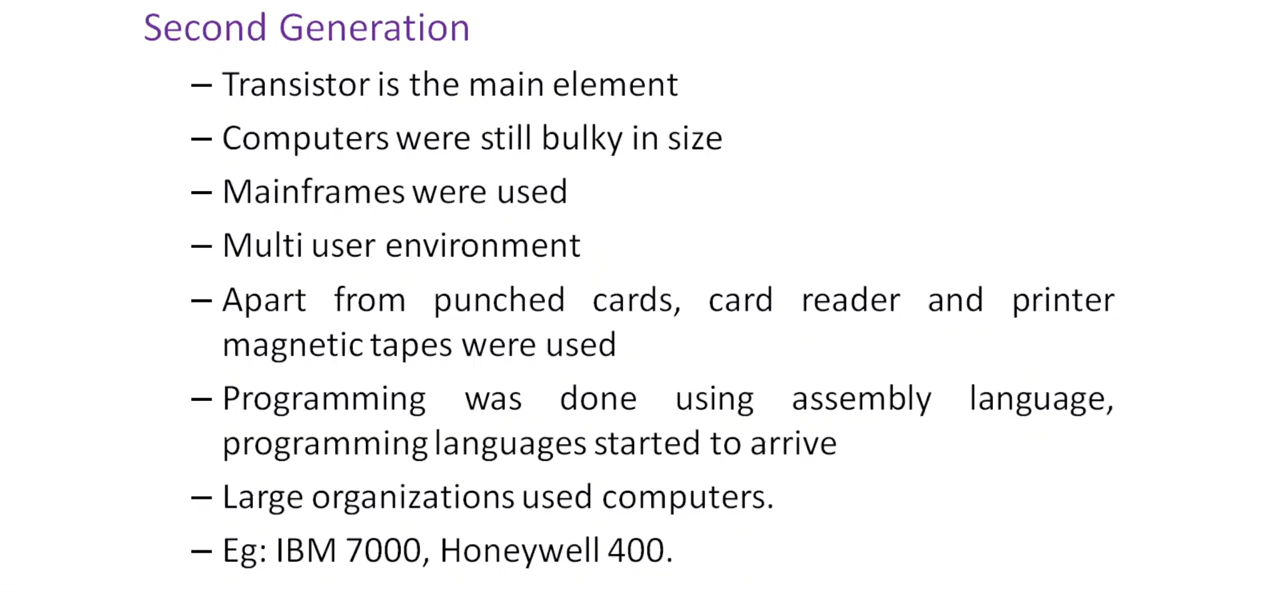 Second Generation
– Transistor is the main element
– Computers were still bulky in size
– Mainframes were used
– Multi user environment
– Apart from punched cards, card reader and printer
magnetic tapes were used
– Programming was done using assembly language,
programming languages started to arrive
– Large organizations used computers.
– Eg: IBM 7000, Honeywell 400.